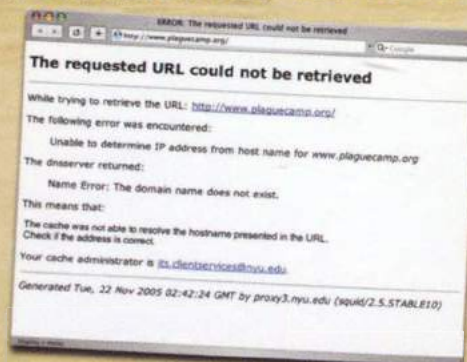 ERROR: The requested URL could not be retrieved
http://www.plaguecamp.org/
Google
The requested URL could not be retrieved
While trying to retrieve the URL: http://www.plaguecamp.org/
The following error was encountered:
Unable to determine IP address from host name for www.plaguecamp.org
The dnsserver returned:
Name Error: The domain name does not exist.
This means that:
The cache was not able to resolve the hostname presented in the URL.
Check if the address is correct.
Your cache administrator is its.clientservices@nyu.edu.
Generated Tue, 22 Nov 2005 02:42:24 GMT by proxy3.nyu.edu (squid/2.5.STABLE10)